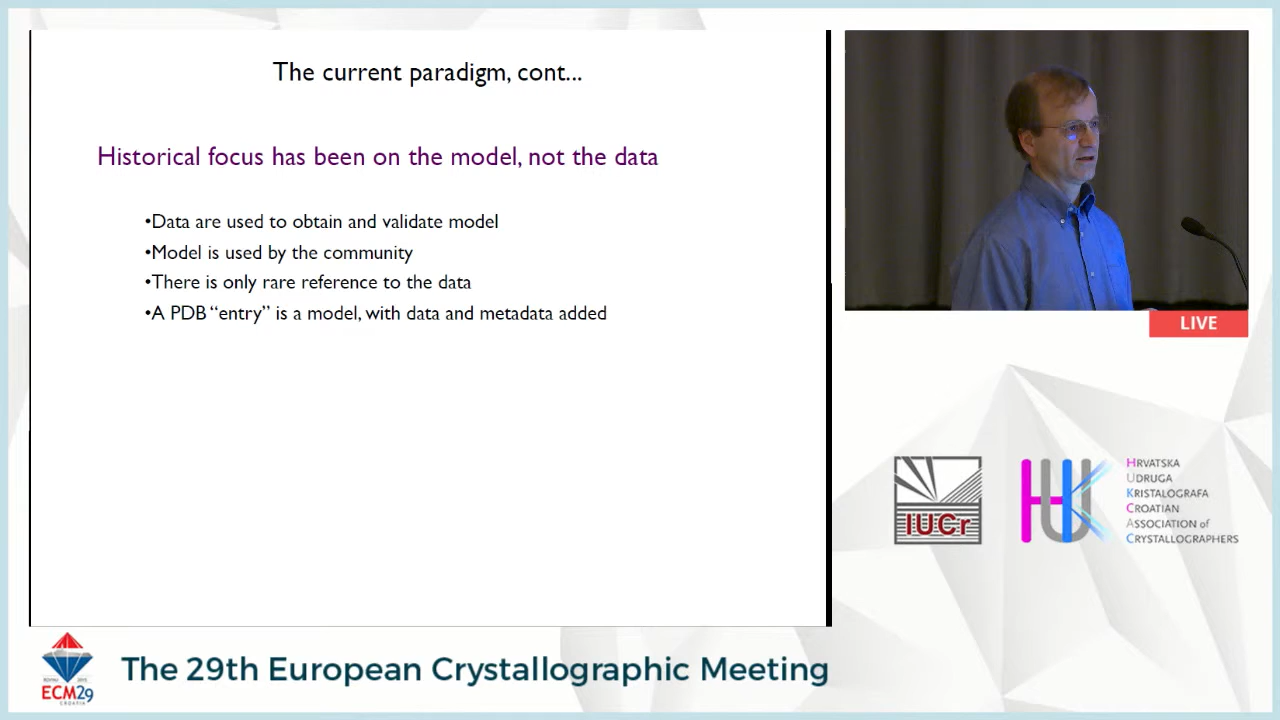 The current paradigm, cont...
Historical focus has been on the model, not the data
•Data are used to obtain and validate model
•Model is used by the community
•There is only rare reference to the data
•A PDB “entry” is a model, with data and metadata added
LIVE
IUCr
HUK
HRVATSKA
UDRUGA
KRISTALOGRAFA
CROATIAN
ASSOCIATION of
CRYSTALLOGRAPHERS
ECM29
CROATIA
The 29th European Crystallographic Meeting